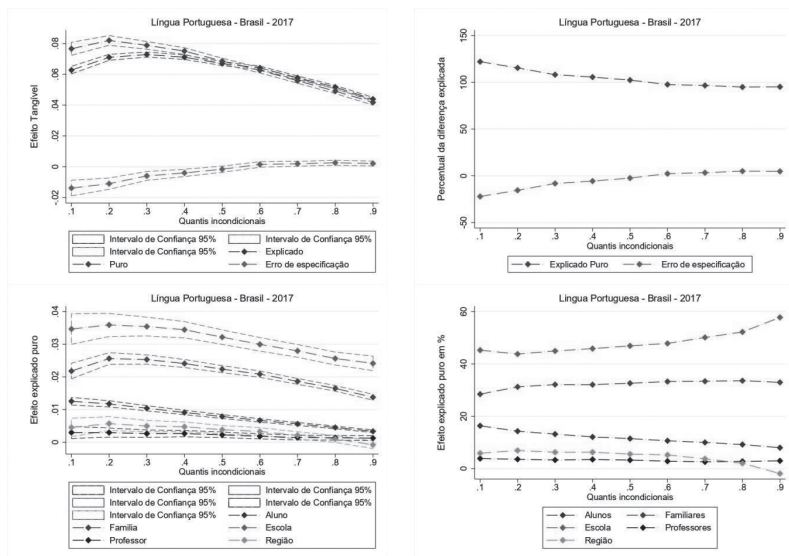 Língua Portuguesa - Brasil - 2017
Efeito Tangível
.08
.06
.04
.02
0
-.02
.1 .2 .3 .4 .5 .6 .7 .8 .9
Quantis incondicionais
Intervalo de Confiança 95% Intervalo de Confiança 95%
Intervalo de Confiança 95% Explicado
Puro Erro de especificação
Língua Portuguesa - Brasil - 2017
Percentual da diferença explicada
150
100
50
0
-50
.1 .2 .3 .4 .5 .6 .7 .8 .9
Quantis incondicionais
Explicado Puro Erro de especificação
Língua Portuguesa - Brasil - 2017
Efeito explicado puro
.04
.03
.02
.01
0
.1 .2 .3 .4 .5 .6 .7 .8 .9
Quantis incondicionais
Intervalo de Confiança 95% Intervalo de Confiança 95%
Intervalo de Confiança 95% Intervalo de Confiança 95%
Intervalo de Confiança 95% Aluno
Familia Escola
Professor Região
Língua Portuguesa - Brasil - 2017
Efeito explicado puro em %
60
40
20
0
.1 .2 .3 .4 .5 .6 .7 .8 .9
Quantis incondicionais
Alunos Familiares
Escola Professores
Região